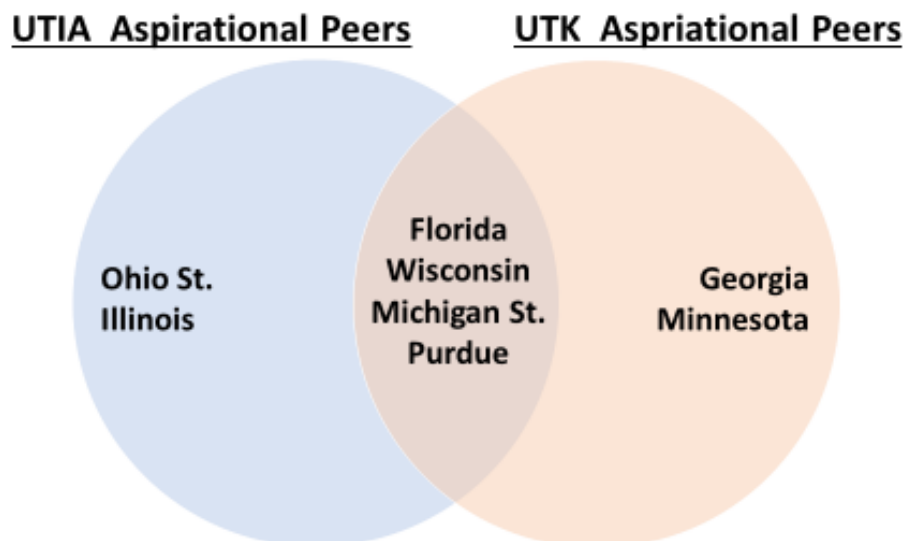 UTIA Aspirational Peers
UTK Aspriational Peers
Ohio St.
Illinois
Florida
Wisconsin
Michigan St.
Purdue
Georgia
Minnesota